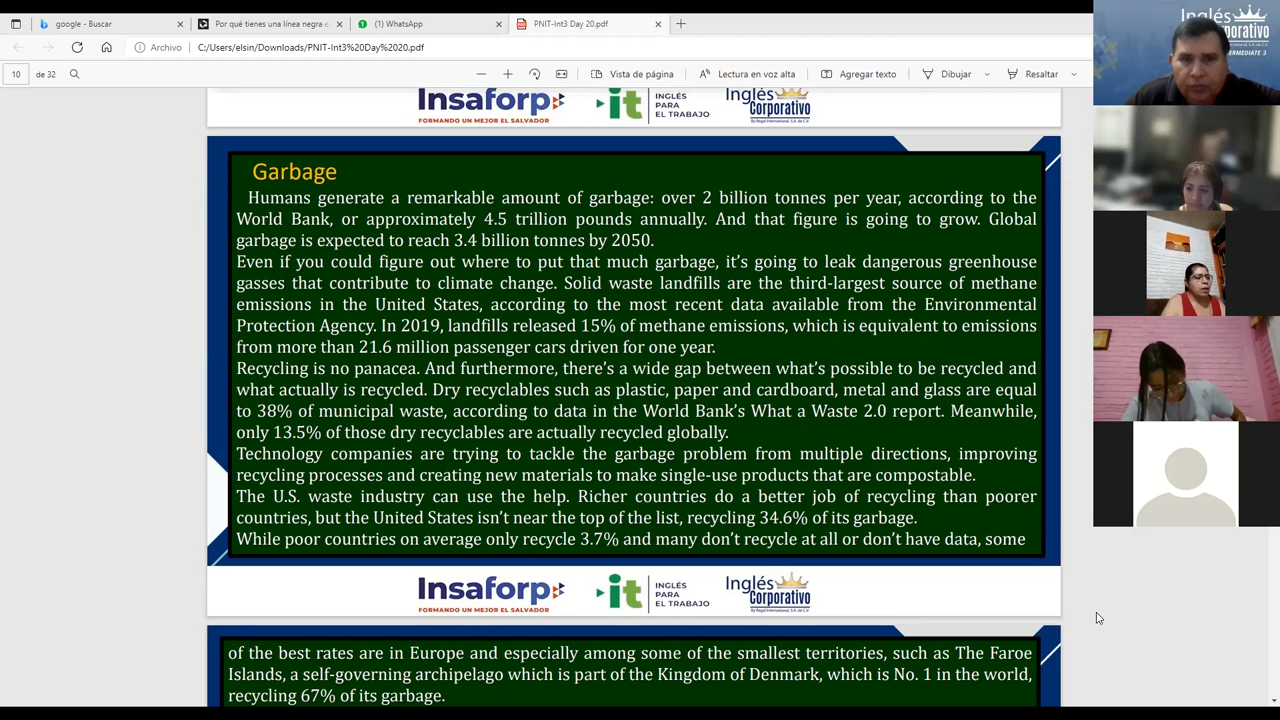 google - Buscar
Por qué tienes una línea negra e
(1) WhatsApp
PNIT-Int3 Day 20.pdf
Archivo
C:/Users/elsin/Downloads/PNIT-Int3%20Day%2020.pdf
10 de 32
Vista de página
Lectura en voz alta
Agregar texto
Dibujar
Resaltar
Inglés
Corporativo
Insaforp
FORMANDO UN MEJOR EL SALVADOR
it
INGLÉS
PARA
EL TRABAJO
Inglés
Corporativo
By Regal International, S.A. de C.V.
Garbage
Humans generate a remarkable amount of garbage: over 2 billion tonnes per year, according to the
World Bank, or approximately 4.5 trillion pounds annually. And that figure is going to grow. Global
garbage is expected to reach 3.4 billion tonnes by 2050.
Even if you could figure out where to put that much garbage, it's going to leak dangerous greenhouse
gasses that contribute to climate change. Solid waste landfills are the third-largest source of methane
emissions in the United States, according to the most recent data available from the Environmental
Protection Agency. In 2019, landfills released 15% of methane emissions, which is equivalent to emissions
from more than 21.6 million passenger cars driven for one year.
Recycling is no panacea. And furthermore, there's a wide gap between what's possible to be recycled and
what actually is recycled. Dry recyclables such as plastic, paper and cardboard, metal and glass are equal
to 38% of municipal waste, according to data in the World Bank's What a Waste 2.0 report. Meanwhile,
only 13.5% of those dry recyclables are actually recycled globally.
Technology companies are trying to tackle the garbage problem from multiple directions, improving
recycling processes and creating new materials to make single-use products that are compostable.
The U.S. waste industry can use the help. Richer countries do a better job of recycling than poorer
countries, but the United States isn't near the top of the list, recycling 34.6% of its garbage.
While poor countries on average only recycle 3.7% and many don't recycle at all or don't have data, some
Insaforp
FORMANDO UN MEJOR EL SALVADOR
it
INGLÉS
PARA
EL TRABAJO
Inglés
Corporativo
By Regal International, S.A. de C.V.
of the best rates are in Europe and especially among some of the smallest territories, such as The Faroe
Islands, a self-governing archipelago which is part of the Kingdom of Denmark, which is No. 1 in the world,
recycling 67% of its garbage.